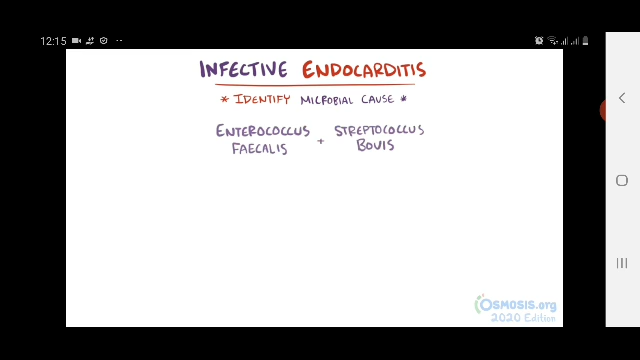 12:15
INFECTIVE ENDOCARDITIS
* IDENTIFY MICROBIAL CAUSE *
ENTEROCOCCUS FAECALIS + STREPTOCOCCUS BOVIS
OSMOSIS.org
2020 Edition